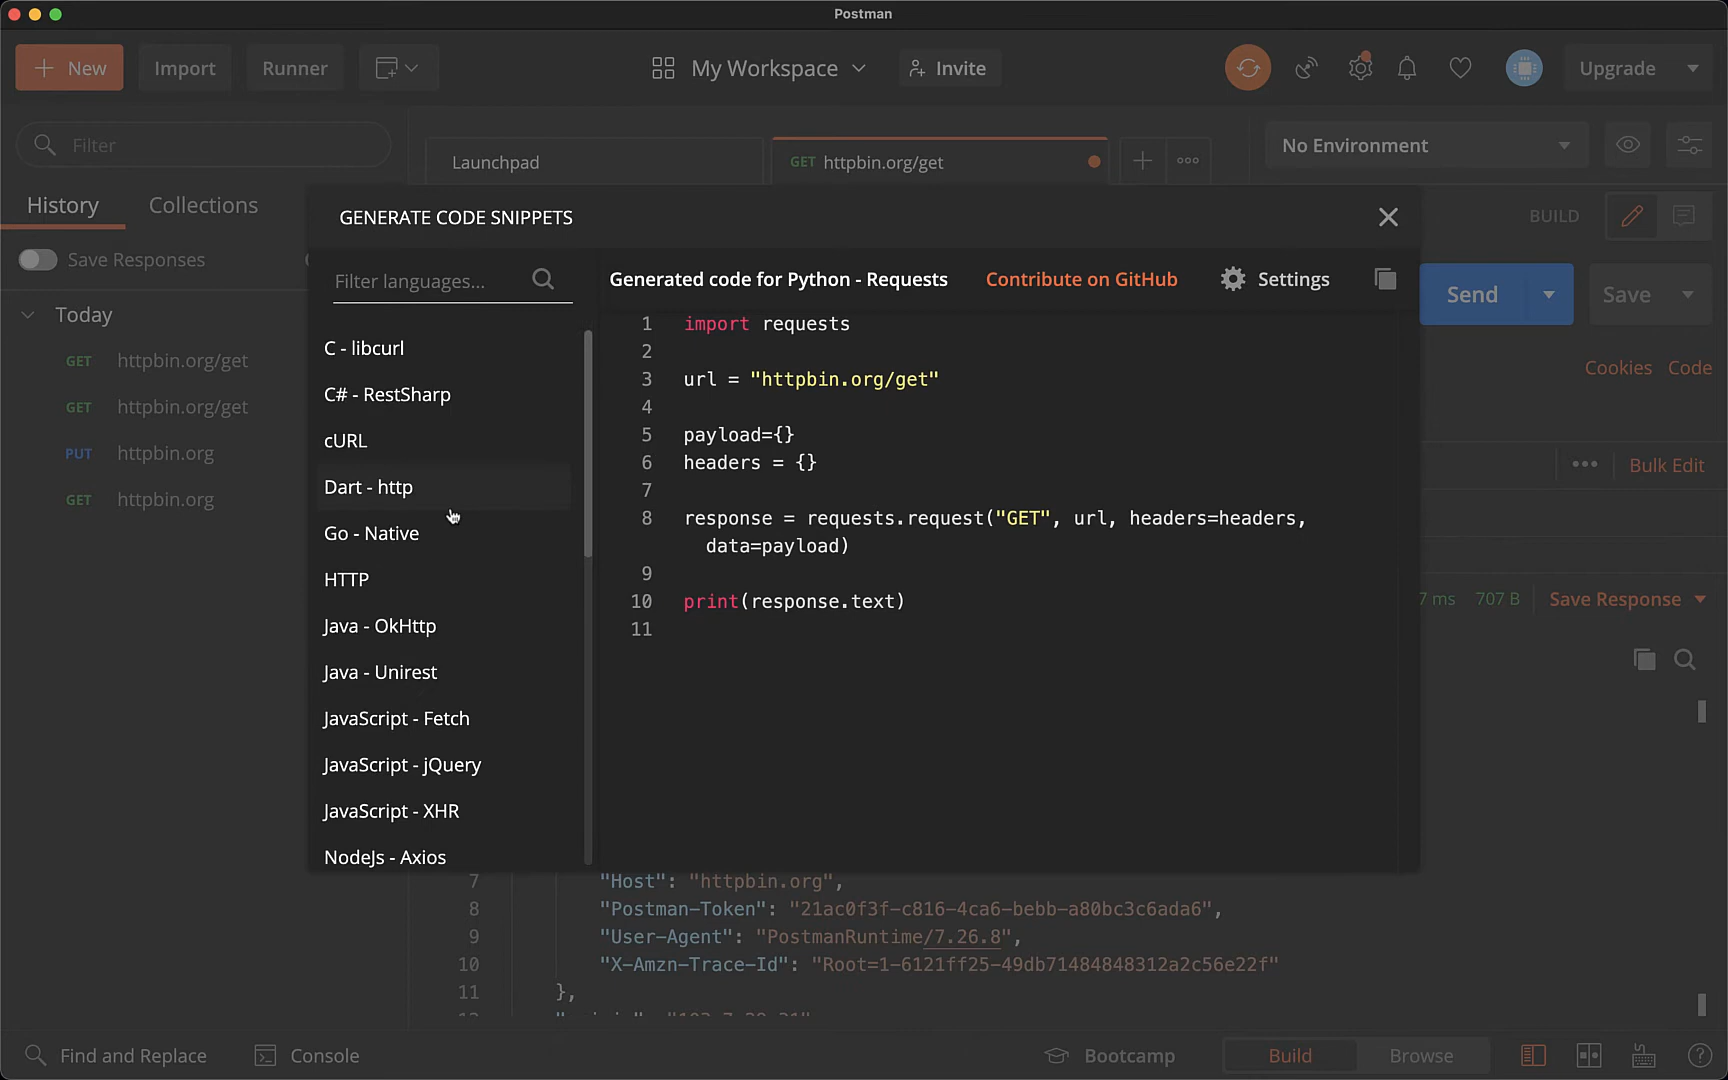 Postman
New
Import
Runner
My Workspace
Invite
Upgrade
Filter
Launchpad
GET httpbin.org/get
No Environment
History
Collections
GENERATE CODE SNIPPETS
BUILD
Save Responses
Filter languages...
Generated code for Python - Requests
Contribute on GitHub
Settings
Send
Save
Today
GET httpbin.org/get
GET httpbin.org/get
PUT httpbin.org
GET httpbin.org
C - libcurl
C# - RestSharp
cURL
Dart - http
Go - Native
HTTP
Java - OkHttp
Java - Unirest
JavaScript - Fetch
JavaScript - jQuery
JavaScript - XHR
NodeJs - Axios
1 import requests
2
3 url = "httpbin.org/get"
4
5 payload={}
6 headers = {}
7
8 response = requests.request("GET", url, headers=headers,
data=payload)
9
10 print(response.text)
11
Cookies
Code
Bulk Edit
7 ms
707 B
Save Response
7 "Host": "httpbin.org",
8 "Postman-Token": "21ac0f3f-c816-4ca6-bebb-a80bc3c6ada6",
9 "User-Agent": "PostmanRuntime/7.26.8",
10 "X-Amzn-Trace-Id": "Root=1-6121ff25-49db71484848312a2c56e22f"
11 },
Find and Replace
Console
Bootcamp
Build
Browse